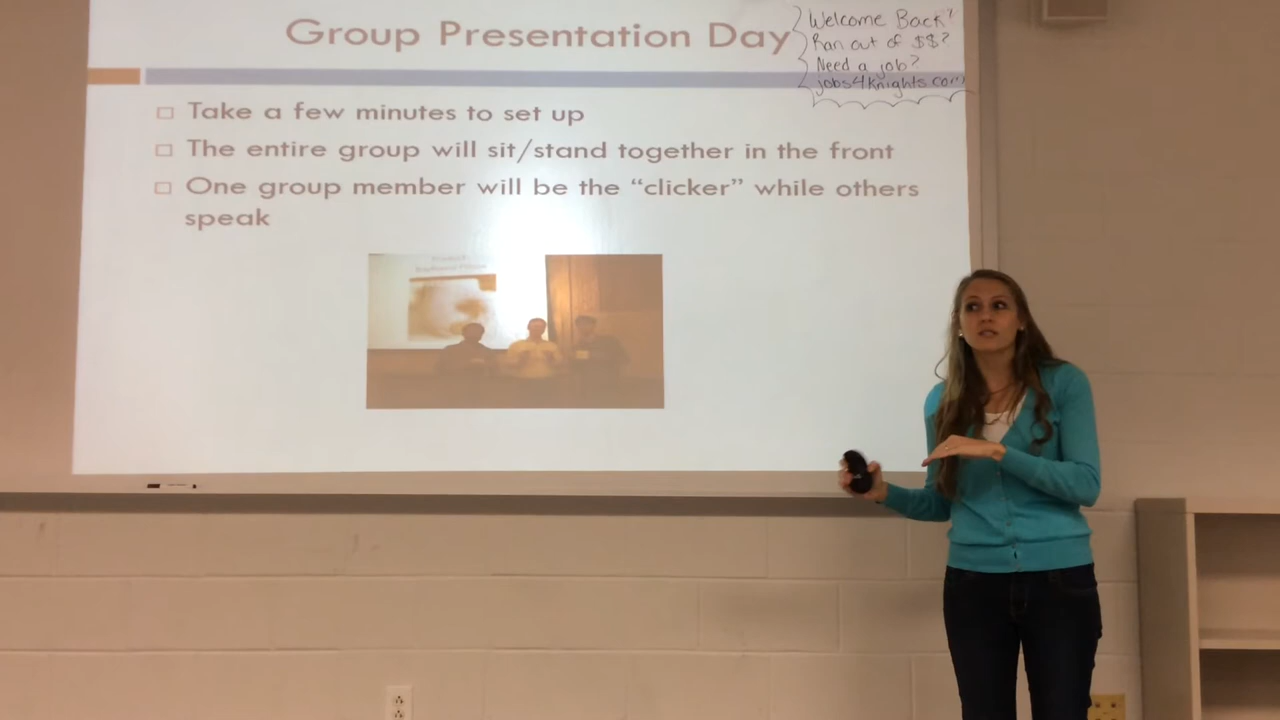 Group Presentation Day
Welcome Back?
Ran out of $$?
Need a job?
jobs4knights.com
Take a few minutes to set up
The entire group will sit/stand together in the front
One group member will be the “clicker” while others
speak